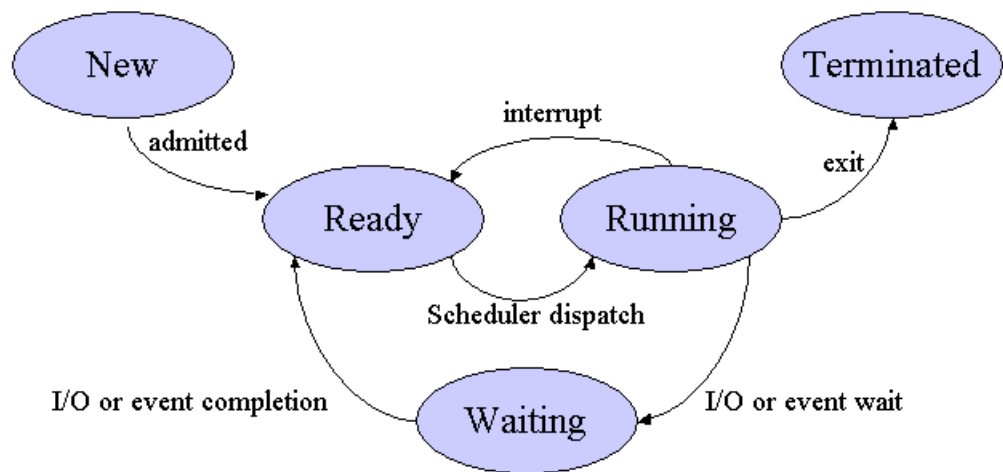 New
Terminated
interrupt
admitted
exit
Ready
Running
Scheduler dispatch
I/O or event completion
I/O or event wait
Waiting